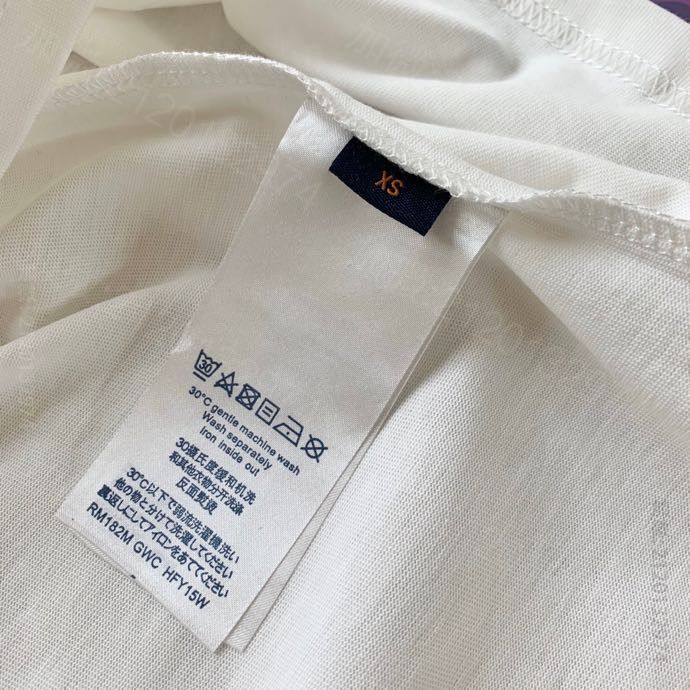 XS
30
30°C gentle machine wash
Wash separately
Iron inside out
30摄氏度缓和机洗
和其他衣物分开洗涤
反面熨烫
30°C以下で弱流洗濯機洗い
他の物と分けて洗濯してください
裏返しにしてアイロンをあててください
RM182M GWC HFY15W